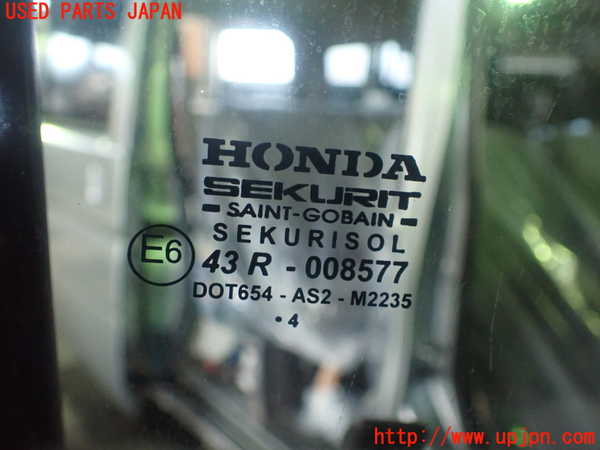 USED PARTS JAPAN
HONDA
SEKURIT
- SAINT-GOBAIN -
SEKURISOL
E6
43 R - 008577
DOT654 - AS2 - M2235
• 4
http://www.upjpn.com/